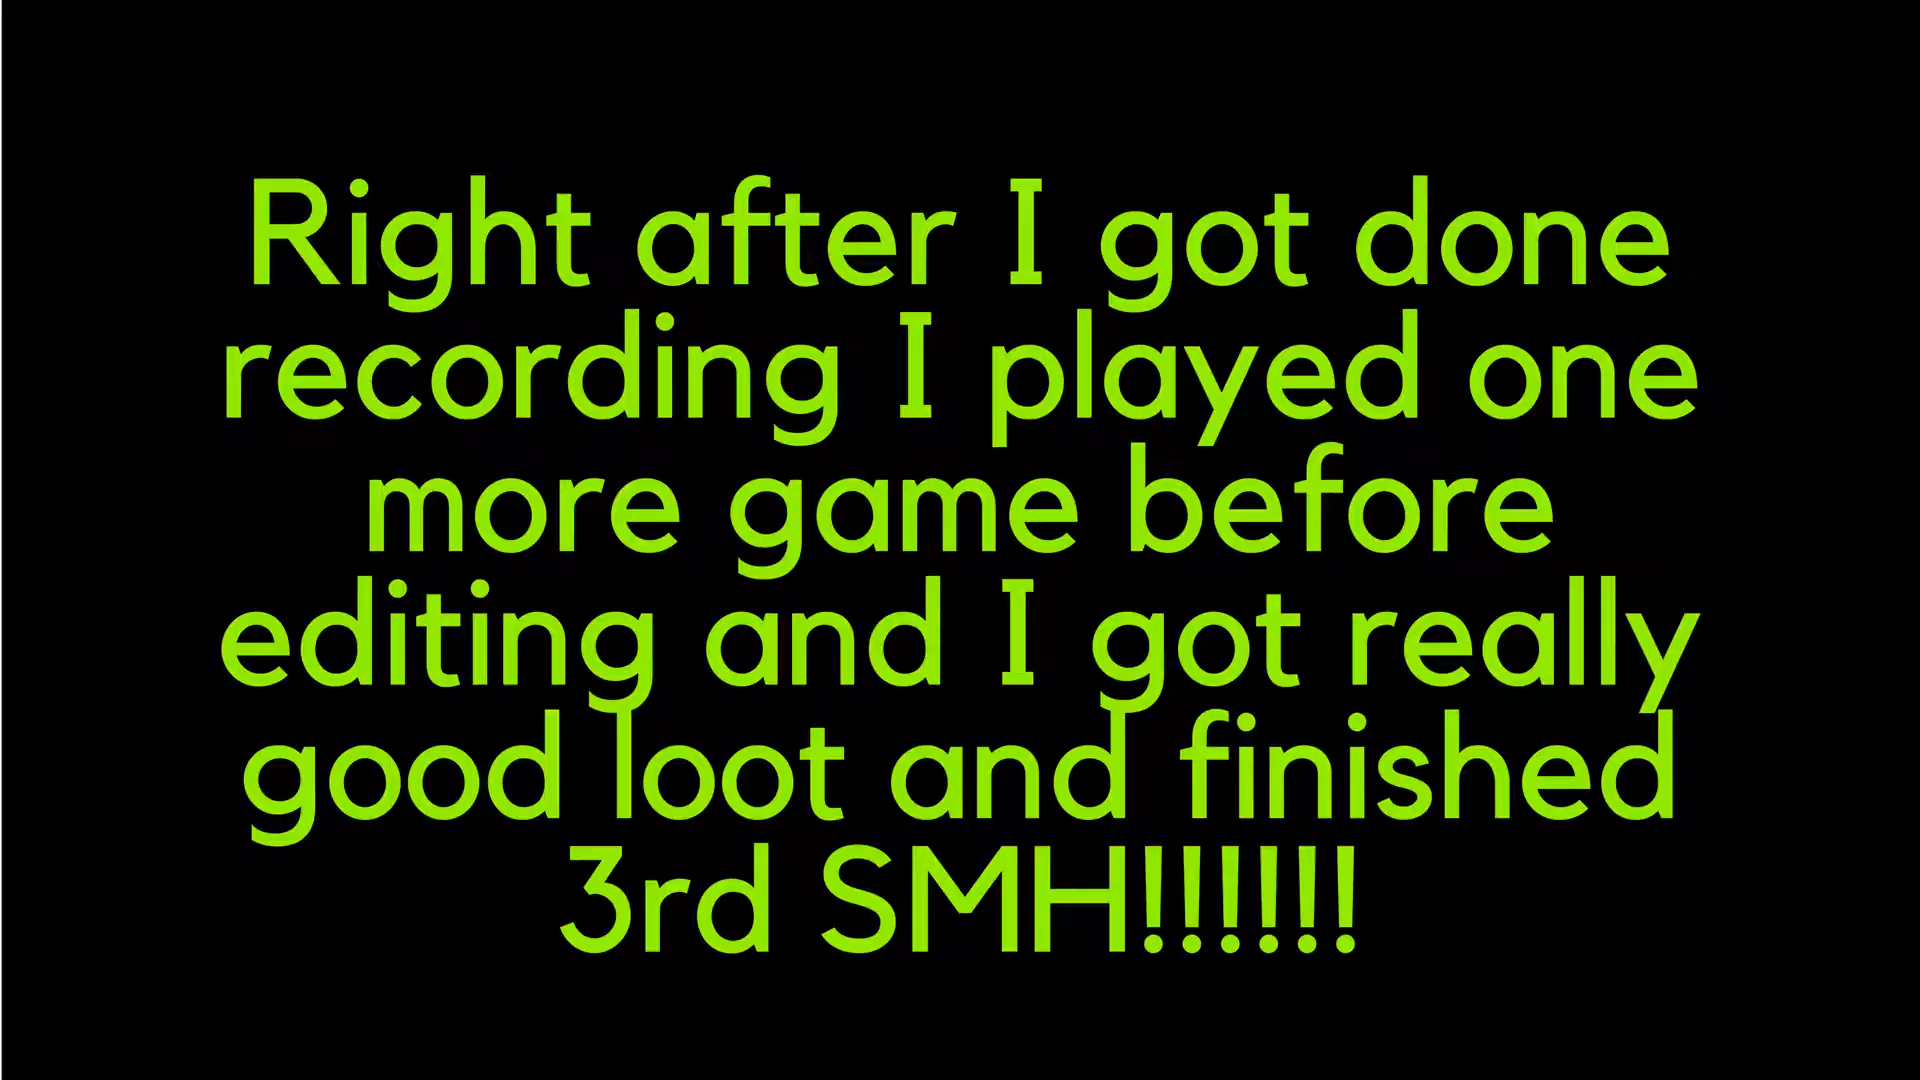 Right after I got done
recording I played one
more game before
editing and I got really
good loot and finished
3rd SMH!!!!!!